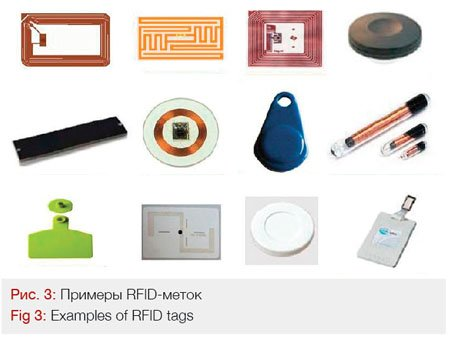 Рис. 3: Примеры RFID-меток
Fig 3: Examples of RFID tags